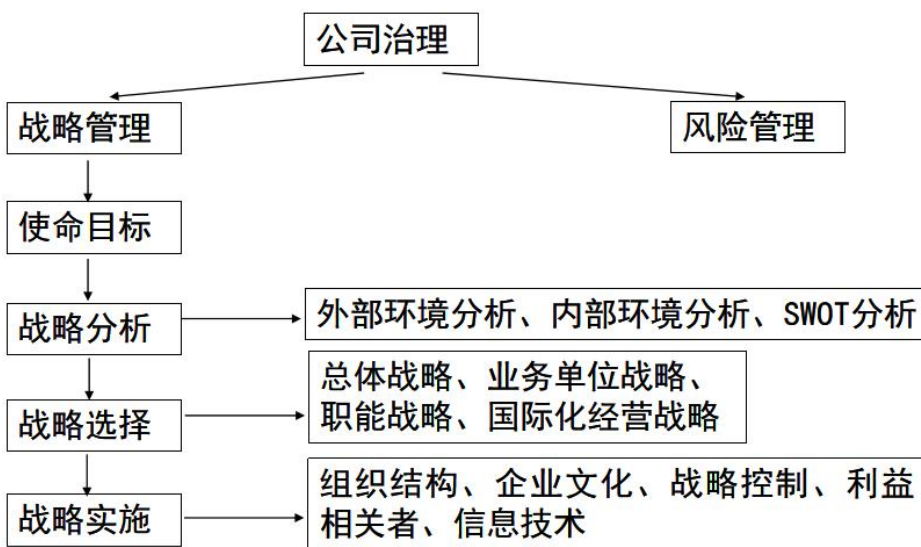 公司治理
战略管理
风险管理
使命目标
战略分析
外部环境分析、内部环境分析、SWOT分析
战略选择
总体战略、业务单位战略、
职能战略、国际化经营战略
战略实施
组织结构、企业文化、战略控制、利益
相关者、信息技术